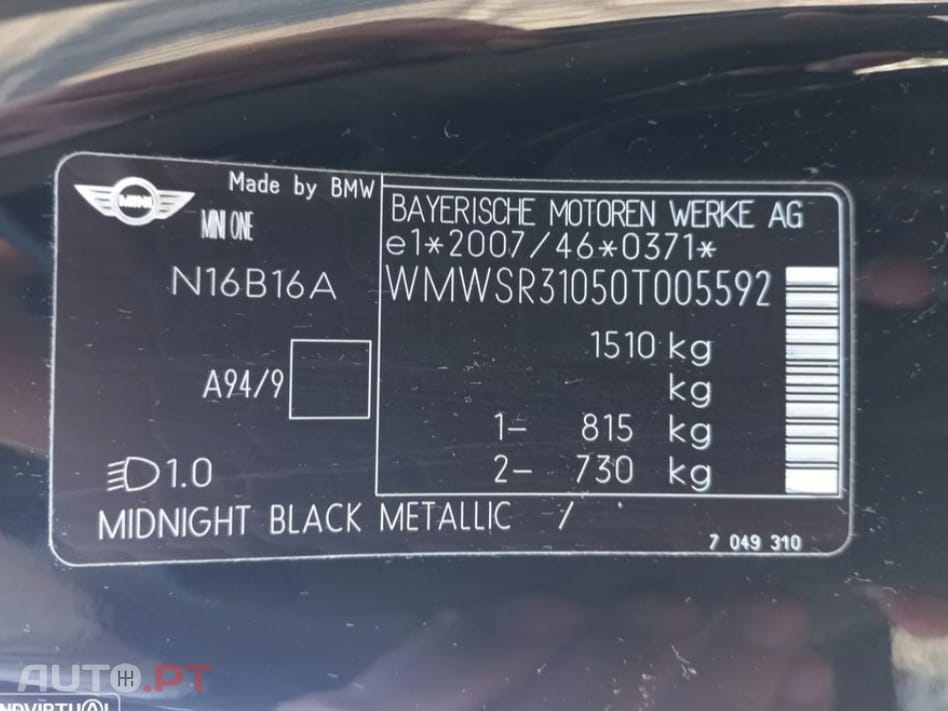 Made by BMW
MINI
MINI ONE
N16B16A
A94/9
1.0
BAYERISCHE MOTOREN WERKE AG
e1*2007/46*0371*
WMWSR31050T005592
1510 kg
kg
1- 815 kg
2- 730 kg
MIDNIGHT BLACK METALLIC /
7 049 310
AUTO.PT